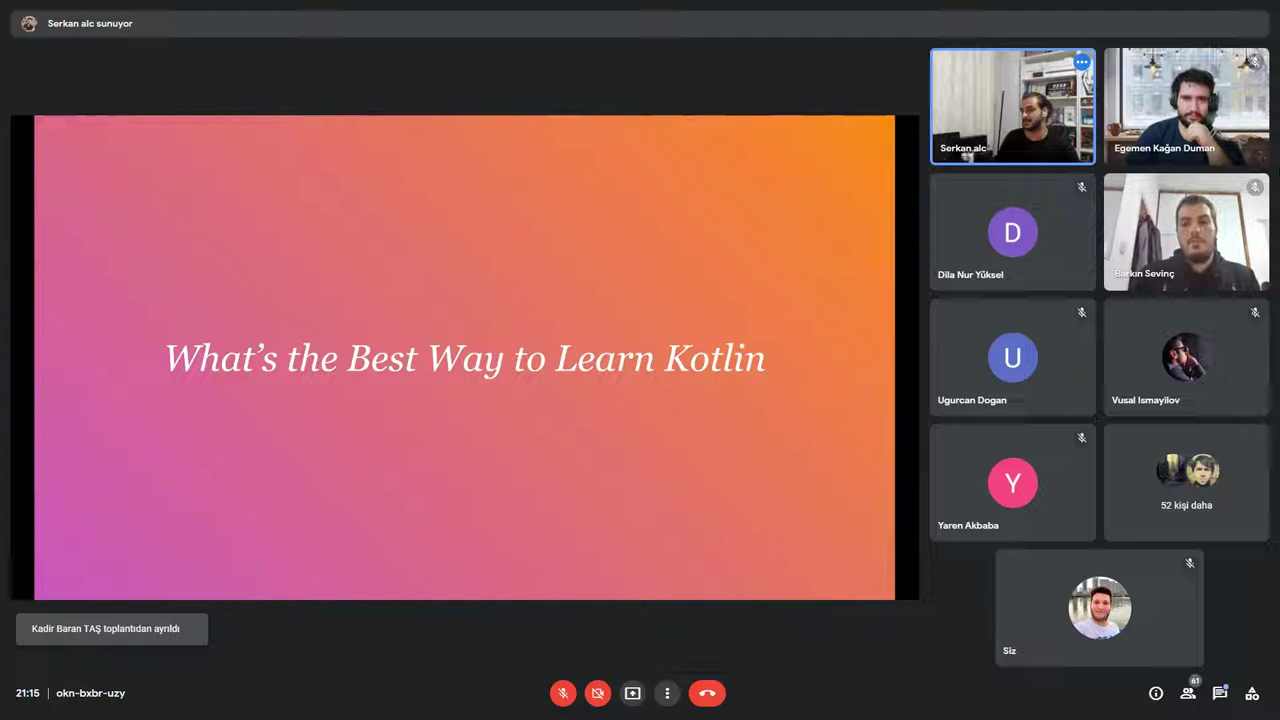 Serkan alc sunuyor
What's the Best Way to Learn Kotlin
Serkan alc
Egemen Kağan Duman
D
Dila Nur Yüksel
Barkın Sevinç
U
Ugurcan Dogan
Vusal Ismayilov
Y
Yaren Akbaba
52 kişi daha
Siz
Kadir Baran TAŞ toplantıdan ayrıldı
21:15
okn-bxbr-uzy
61